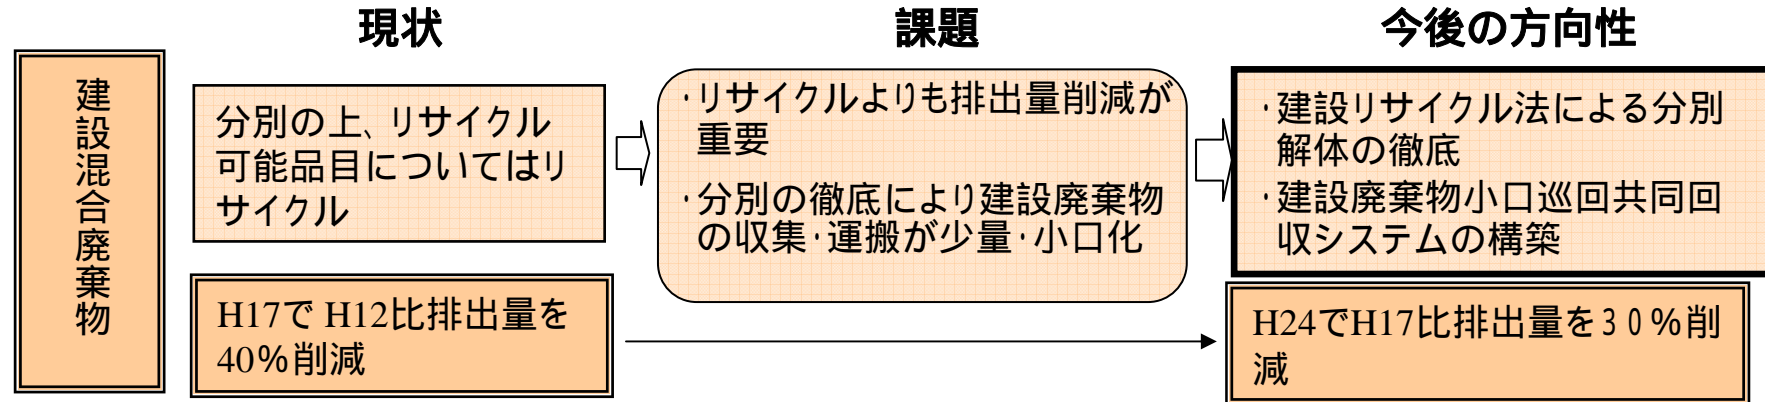 現状
課題
今後の方向性
建設混合廃棄物
分別の上、リサイクル
可能品目についてはリ
サイクル
・リサイクルよりも排出量削減が
重要
・分別の徹底により建設廃棄物
の収集・運搬が少量・小口化
・建設リサイクル法による分別
解体の徹底
・建設廃棄物小口巡回共同回
収システムの構築
H17で H12比排出量を
40%削減
H24でH17比排出量を30%削
減